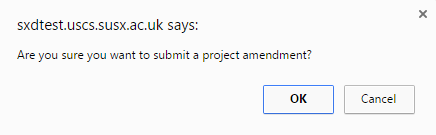 sxdtest.uscs.susx.ac.uk says:
Are you sure you want to submit a project amendment?
OK Cancel